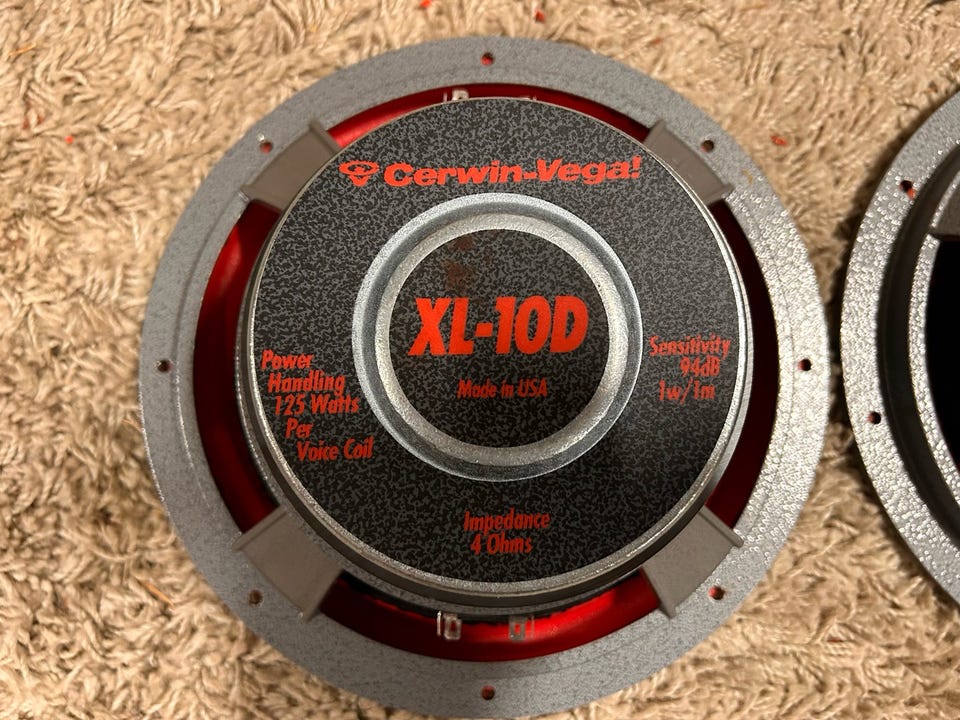 Cerwin-Vega!
XL-10D
Made in USA
Power
Handling
125 Watts
Per
Voice Coil
Sensitivity
94dB
1w/1m
Impedance
4 Ohms